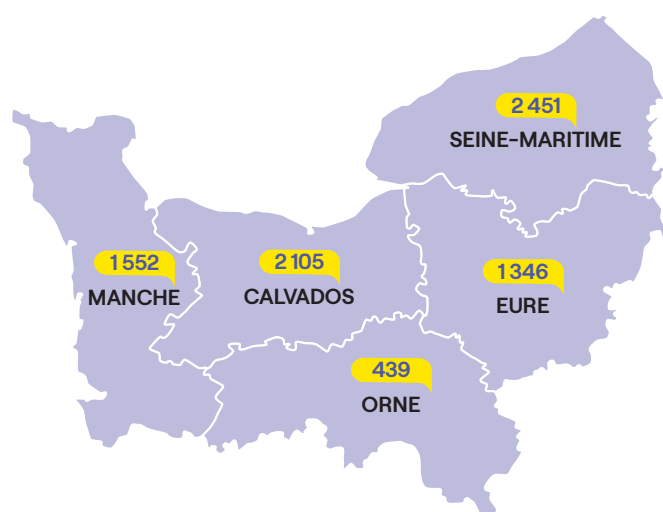 2 451
SEINE-MARITIME
1 552
MANCHE
2 105
CALVADOS
1 346
EURE
439
ORNE